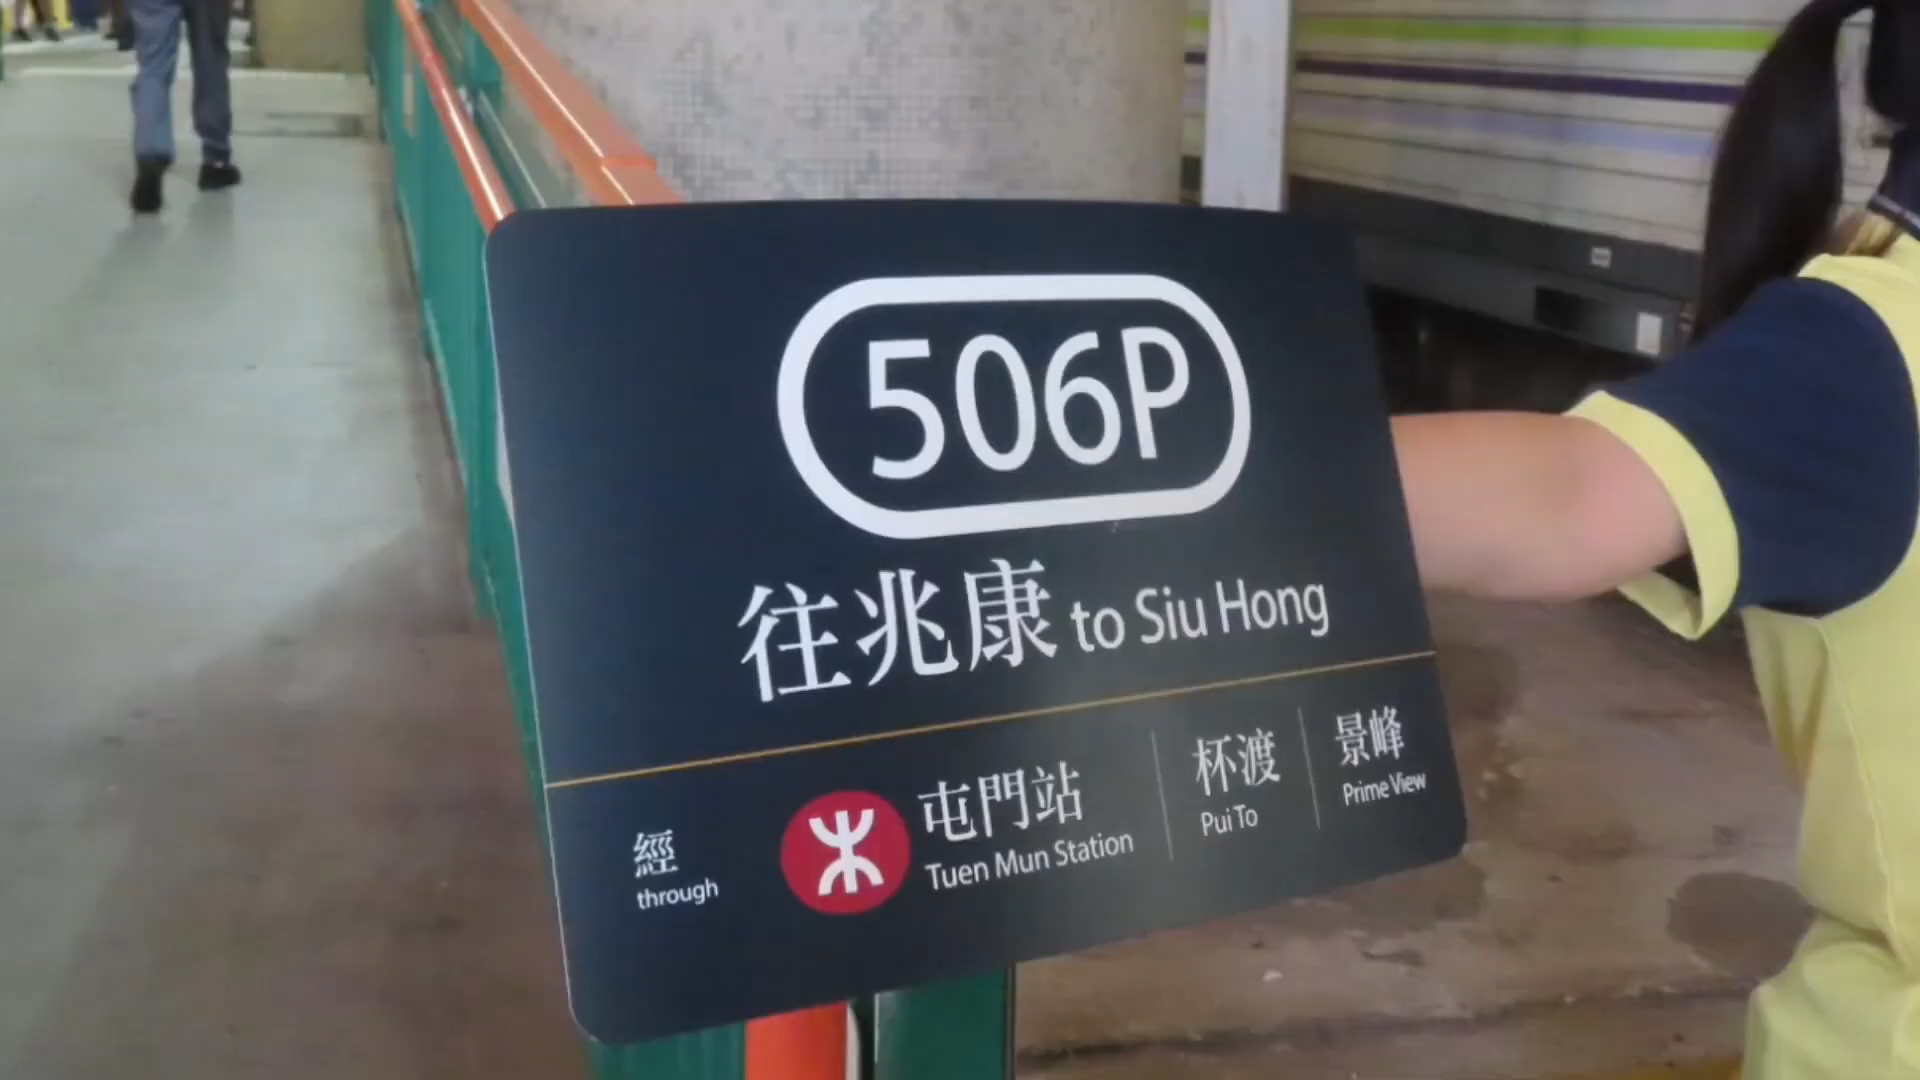 506P
往兆康 to Siu Hong
經
through
屯門站
Tuen Mun Station
杯渡
Pui To
景峰
Prime View